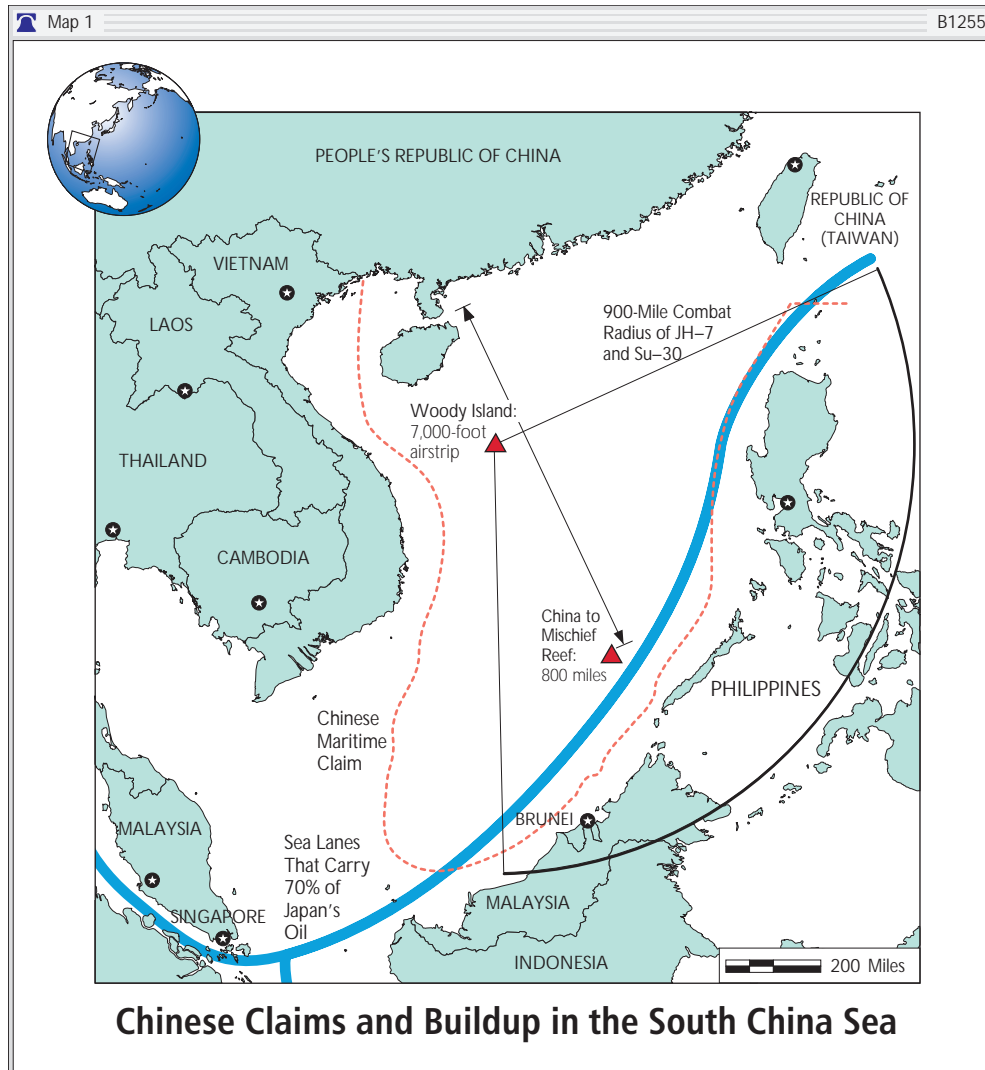 Map 1
B1255
PEOPLE'S REPUBLIC OF CHINA
REPUBLIC OF
CHINA
(TAIWAN)
VIETNAM
LAOS
900-Mile Combat
Radius of JH–7
and Su–30
Woody Island:
7,000-foot
airstrip
THAILAND
CAMBODIA
China to
Mischief
Reef:
800 miles
PHILIPPINES
Chinese
Maritime
Claim
BRUNEI
MALAYSIA
Sea Lanes
That Carry
70% of
Japan's
Oil
SINGAPORE
MALAYSIA
INDONESIA
200 Miles
Chinese Claims and Buildup in the South China Sea